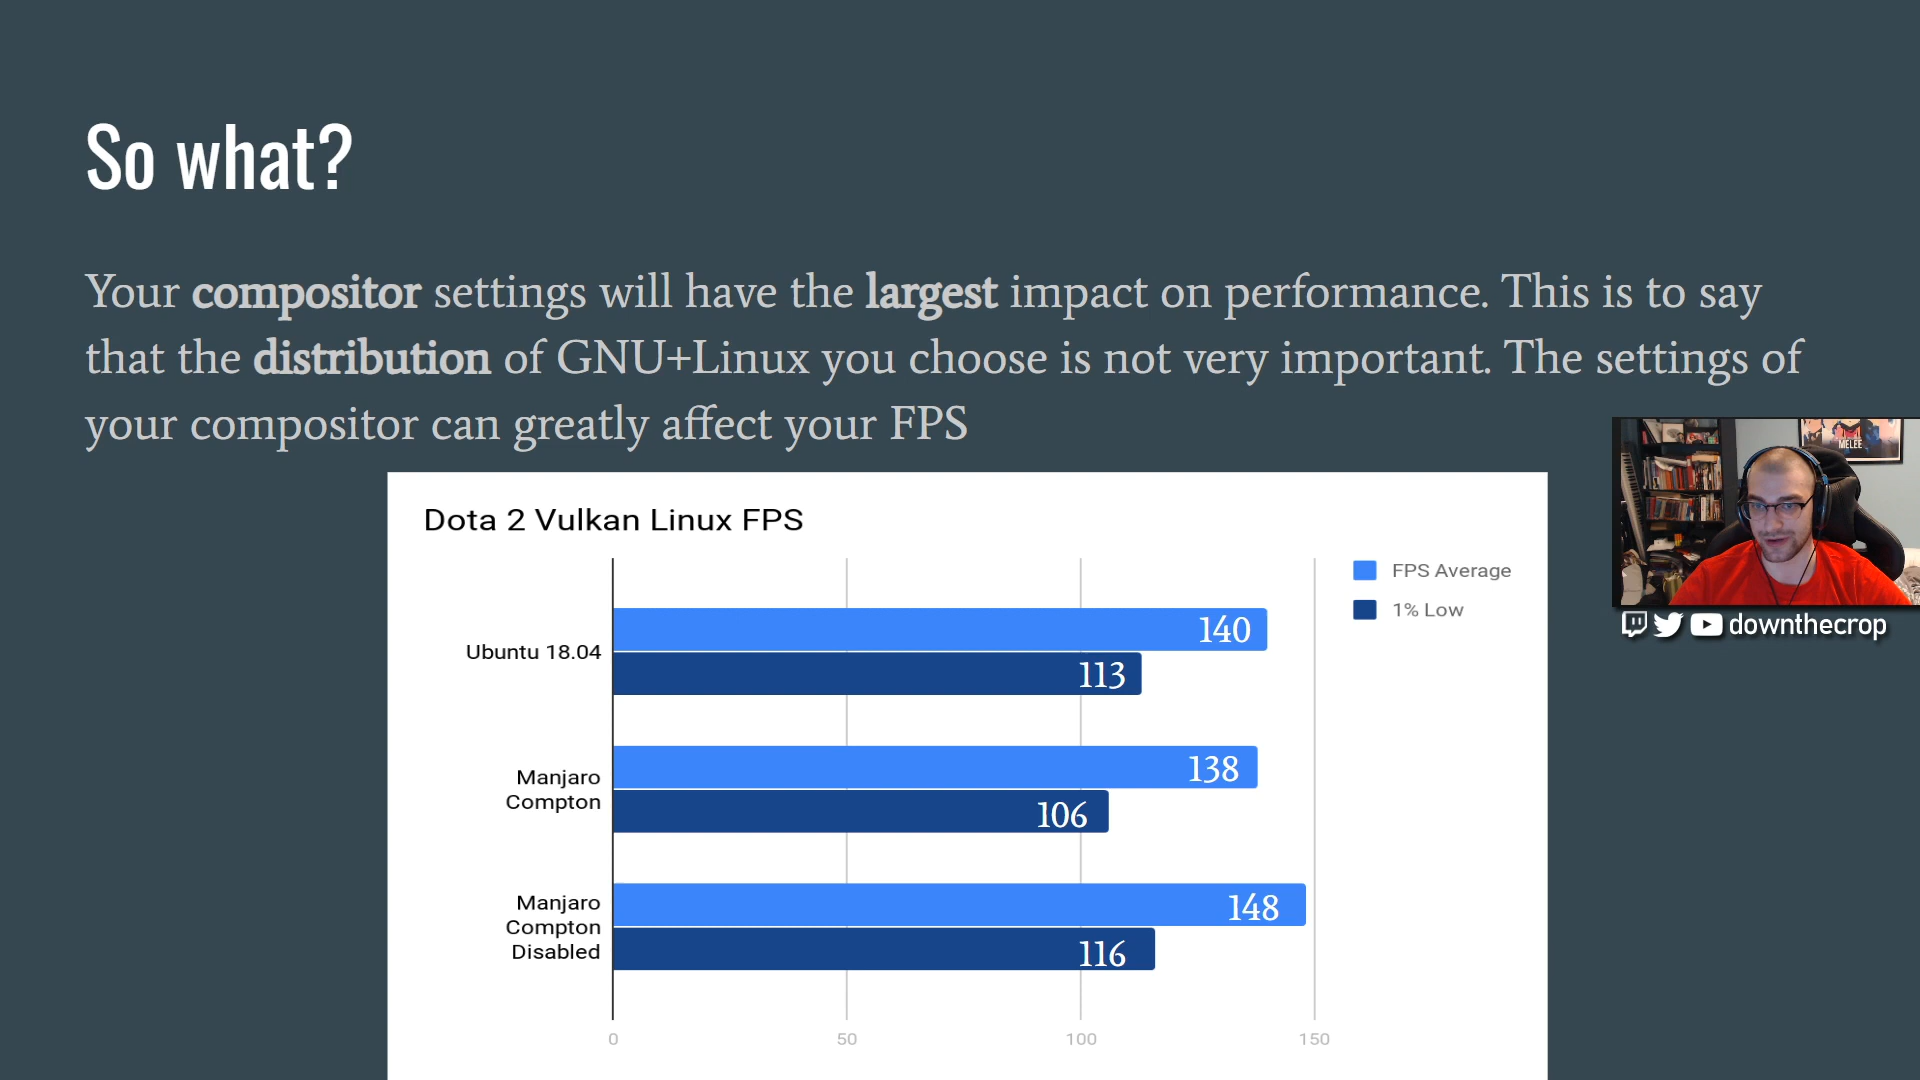 So what?
Your compositor settings will have the largest impact on performance. This is to say
that the distribution of GNU+Linux you choose is not very important. The settings of
your compositor can greatly affect your FPS
MELEE
downthecrop
Dota 2 Vulkan Linux FPS
FPS Average
1% Low
Ubuntu 18.04
140
113
Manjaro
Compton
138
106
Manjaro
Compton
Disabled
148
116
0 50 100 150